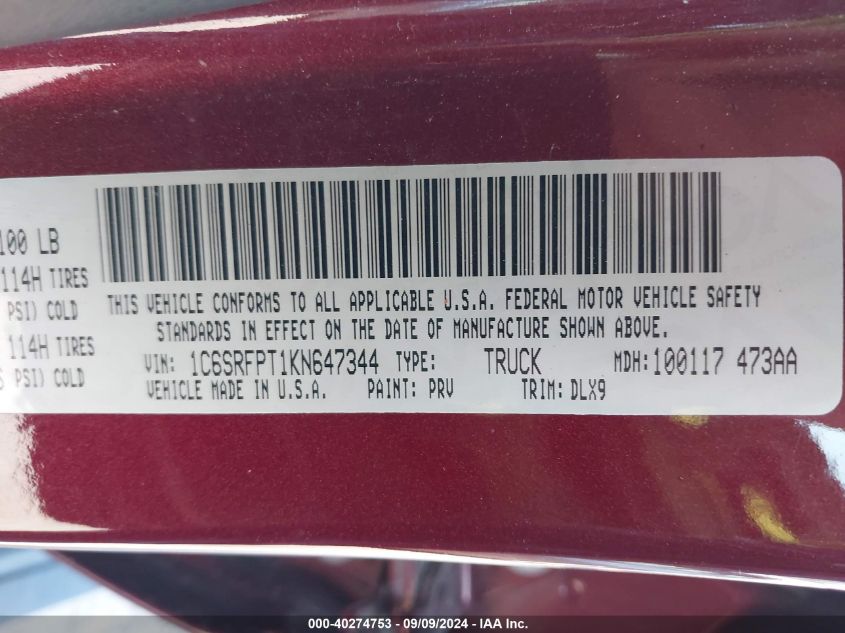 100 LB
114H TIRES
PSI) COLD
114H TIRES
PSI) COLD
THIS VEHICLE CONFORMS TO ALL APPLICABLE U.S.A. FEDERAL MOTOR VEHICLE SAFETY
STANDARDS IN EFFECT ON THE DATE OF MANUFACTURE SHOWN ABOVE.
VIN: 1C6SRFPT1KN647344 TYPE: TRUCK MDH: 100117 473AA
VEHICLE MADE IN U.S.A. PAINT: PRV TRIM: DLX9
000-40274753 - 09/09/2024 - IAA Inc.